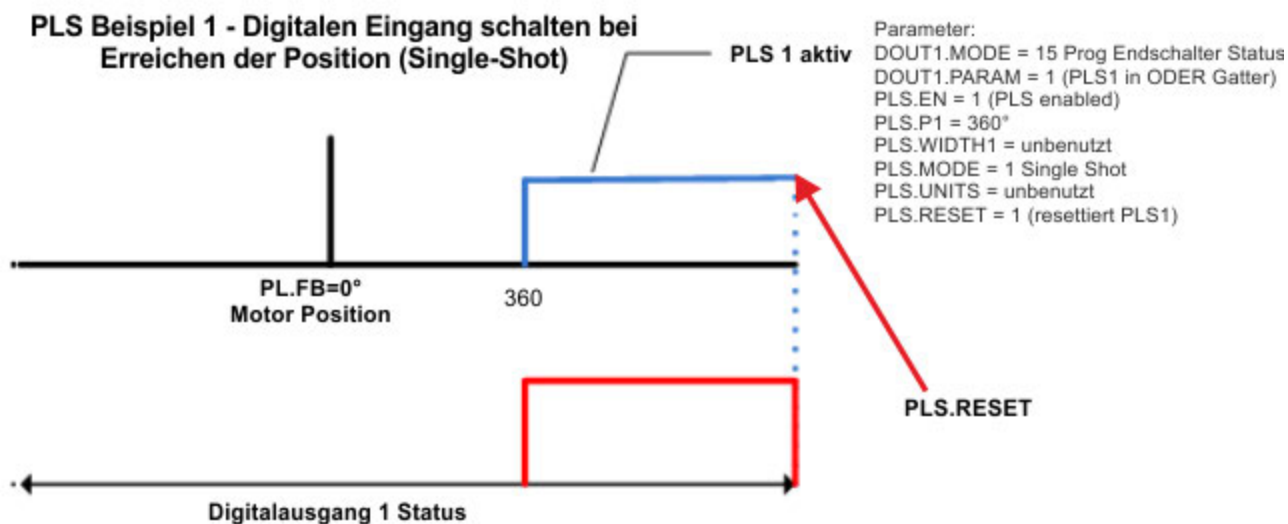 PLS Beispiel 1 - Digitalen Eingang schalten bei
Erreichen der Position (Single-Shot)
PLS 1 aktiv
Parameter:
DOUT1.MODE = 15 Prog Endschalter Status
DOUT1.PARAM = 1 (PLS1 in ODER Gatter)
PLS.EN = 1 (PLS enabled)
PLS.P1 = 360°
PLS.WIDTH1 = unbenutzt
PLS.MODE = 1 Single Shot
PLS.UNITS = unbenutzt
PLS.RESET = 1 (resettiert PLS1)
PL.FB=0°
Motor Position
360
PLS.RESET
Digitalausgang 1 Status